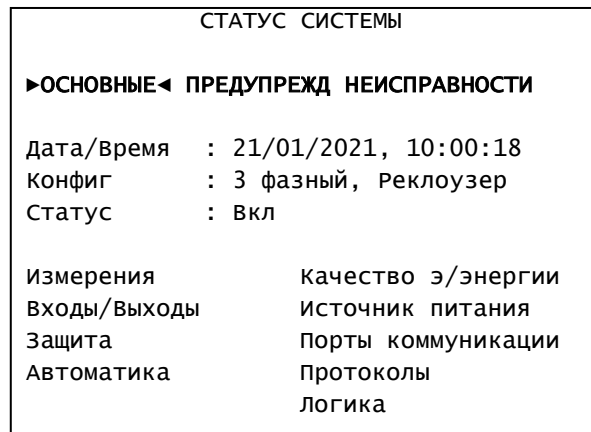 СТАТУС СИСТЕМЫ
►ОСНОВНЫЕ◄ ПРЕДУПРЕЖД НЕИСПРАВНОСТИ
Дата/Время : 21/01/2021, 10:00:18
Конфиг : 3 фазный, Реклоузер
Статус : Вкл
Измерения Качество э/энергии
Входы/Выходы Источник питания
Защита Порты коммуникации
Автоматика Протоколы
Логика